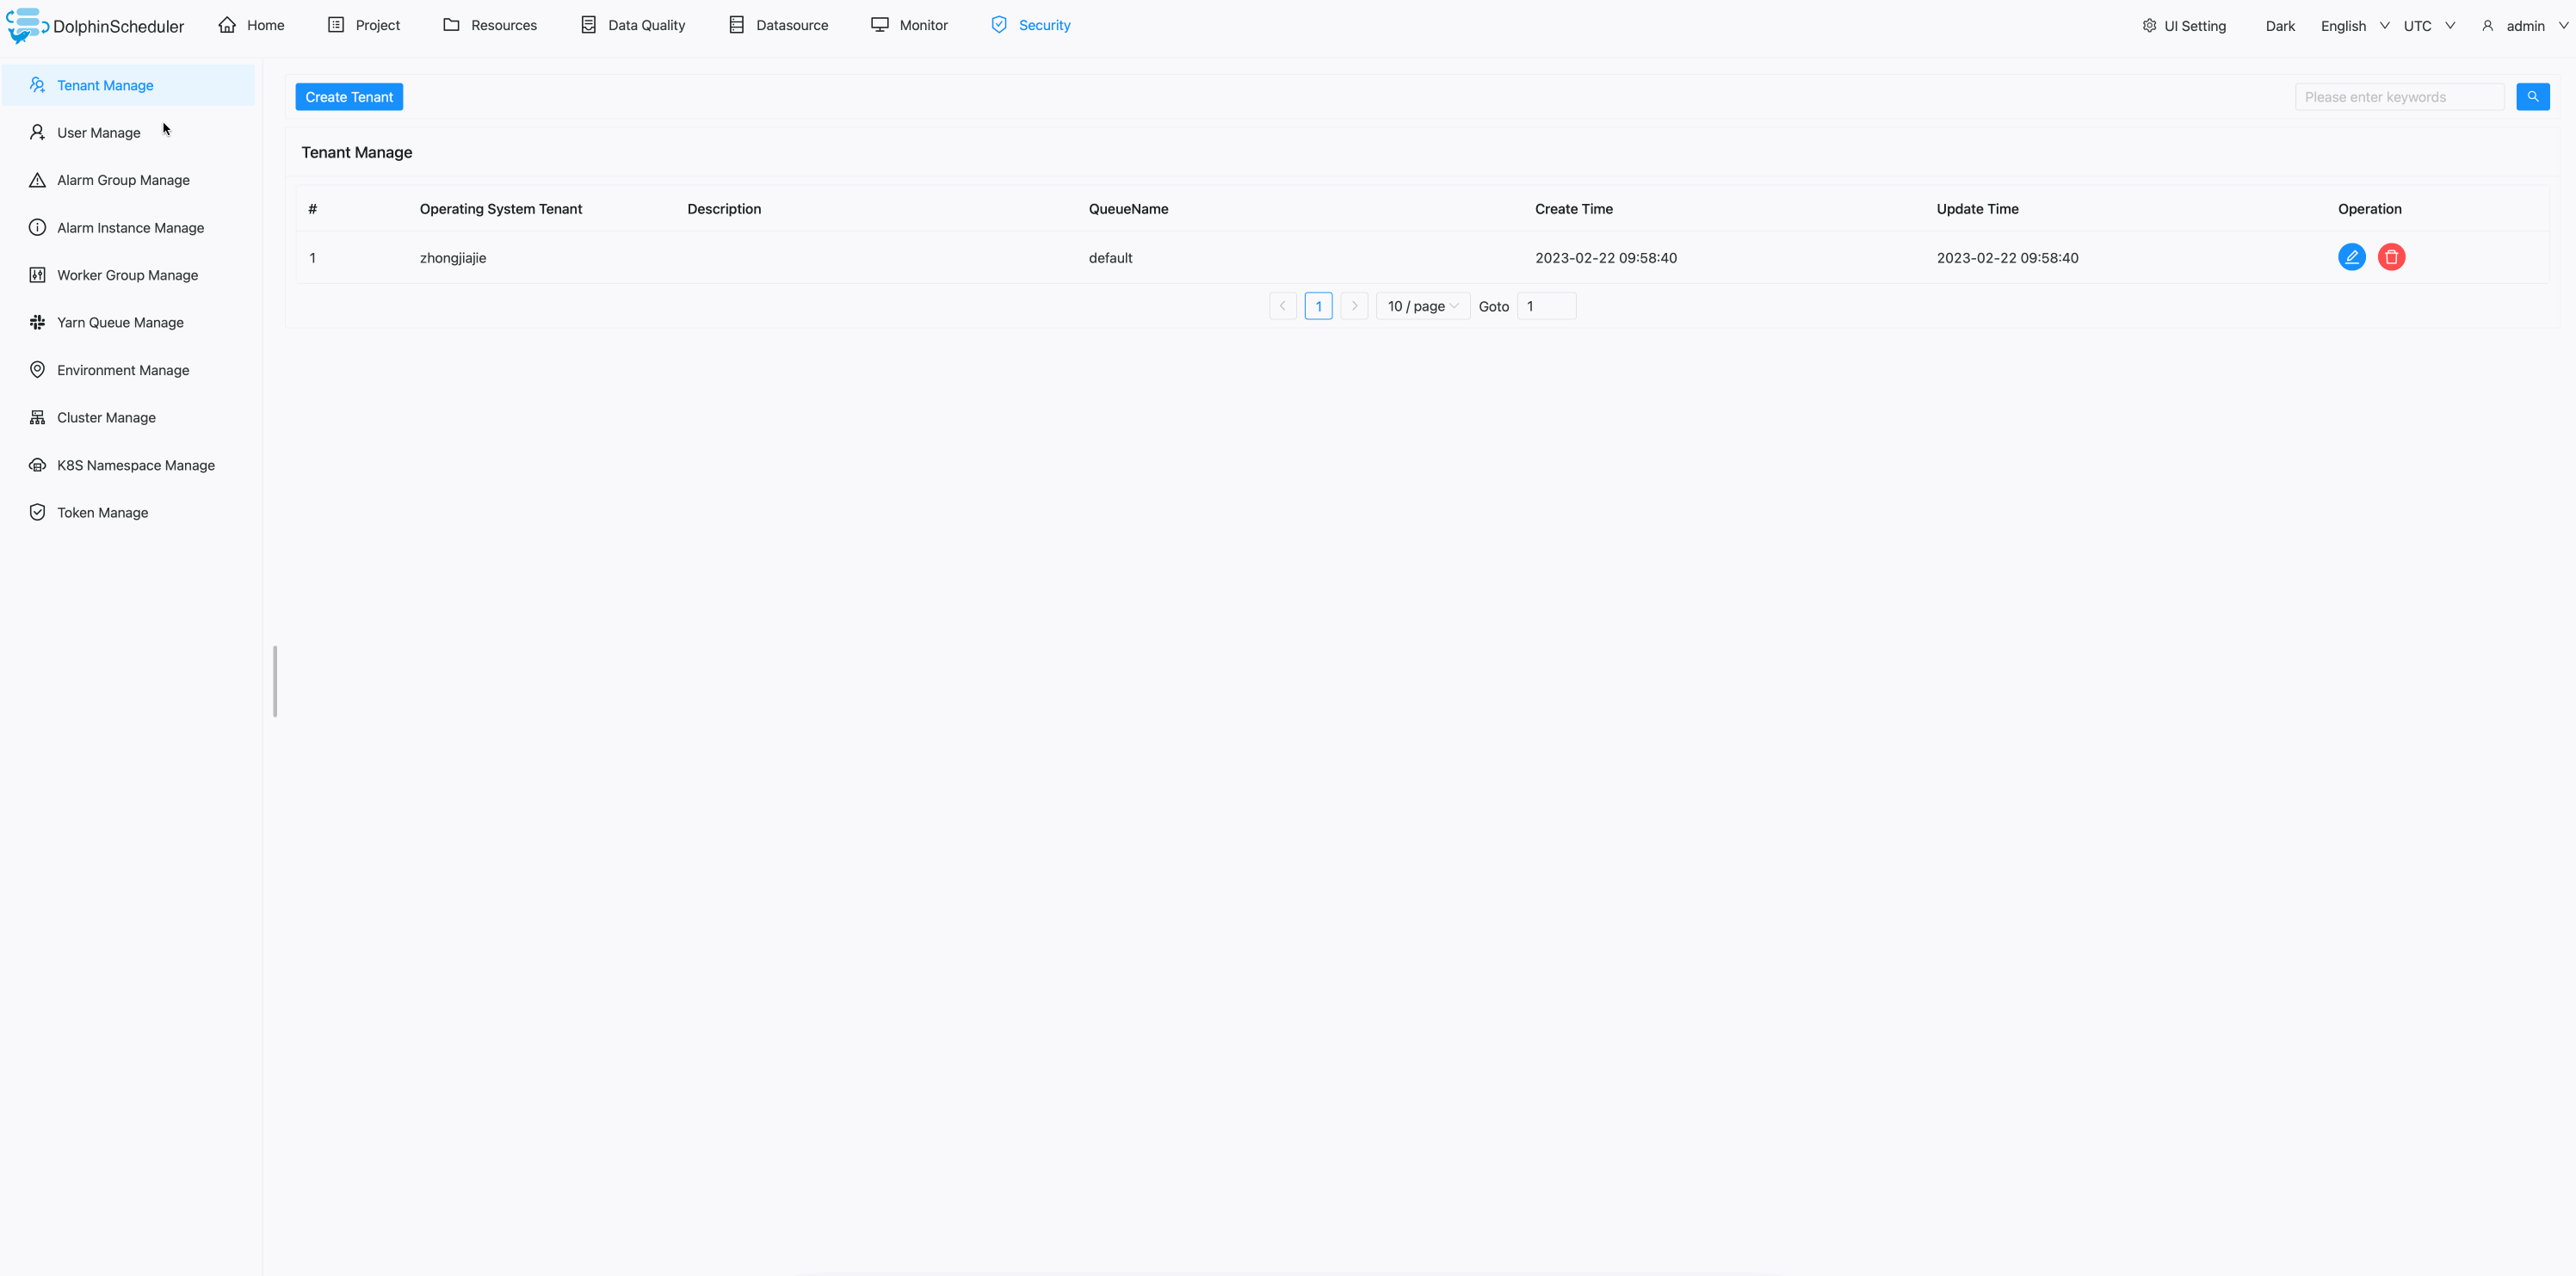 DolphinScheduler Home Project Resources Data Quality Datasource Monitor Security UI Setting Dark English UTC admin
Tenant Manage
User Manage
Alarm Group Manage
Alarm Instance Manage
Worker Group Manage
Yarn Queue Manage
Environment Manage
Cluster Manage
K8S Namespace Manage
Token Manage
Create Tenant Please enter keywords
Tenant Manage
# Operating System Tenant Description QueueName Create Time Update Time Operation
1 zhongjiajie default 2023-02-22 09:58:40 2023-02-22 09:58:40
1 10 / page Goto 1